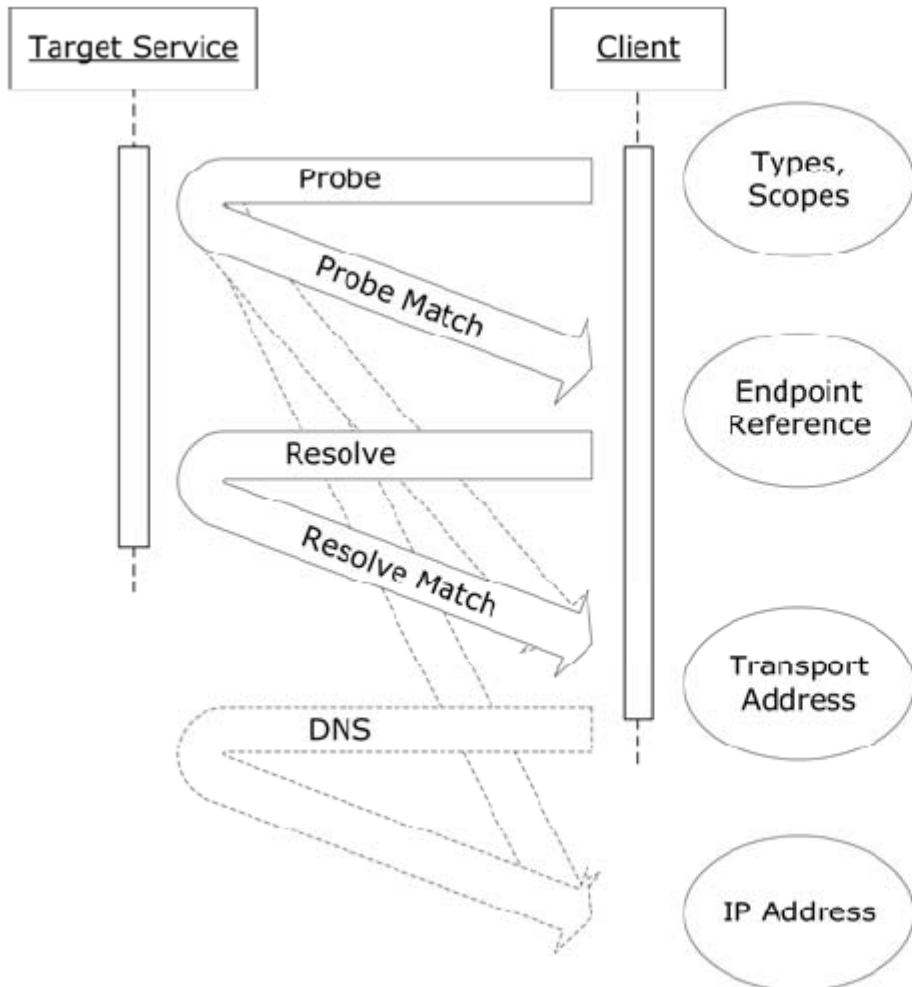 Target Service
Client
Types,
Scopes
Probe
Probe Match
Endpoint
Reference
Resolve
Resolve Match
Transport
Address
DNS
IP Address